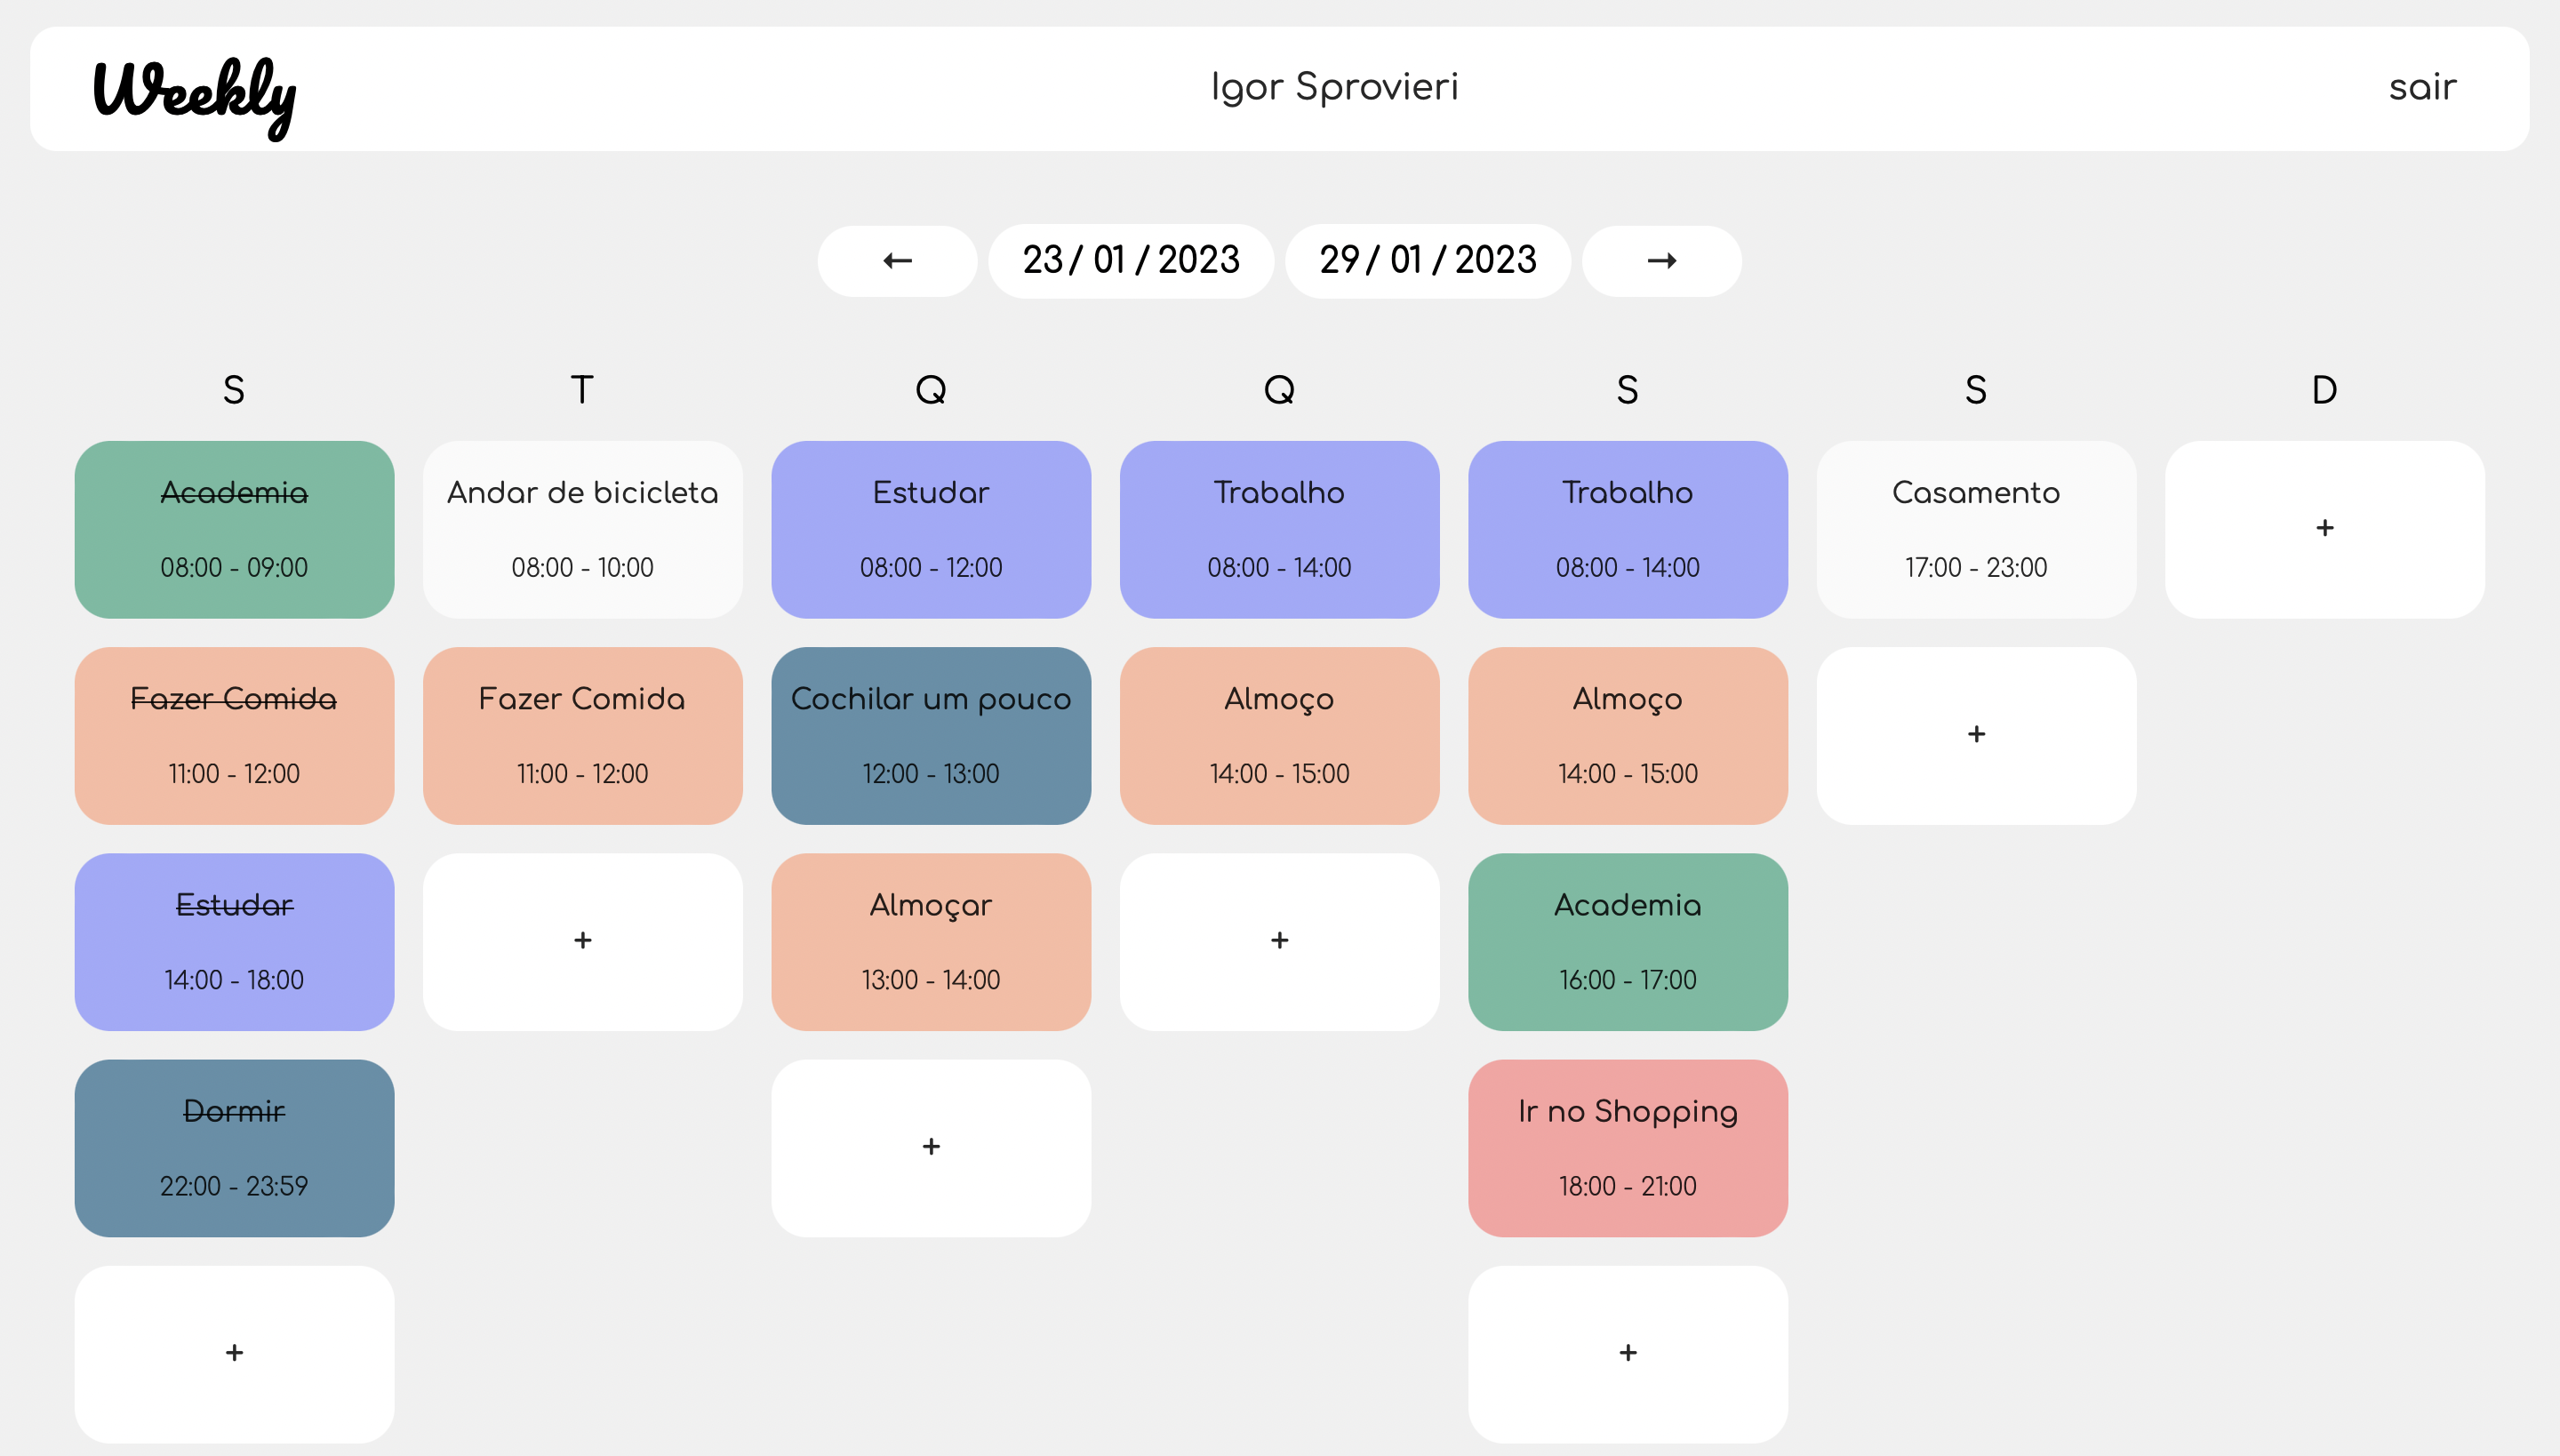 Weekly
Igor Sprovieri
sair
←
23/ 01 / 2023
29/ 01 / 2023
→
S
T
Q
Q
S
S
D
Academia
08:00 - 09:00
Andar de bicicleta
08:00 - 10:00
Estudar
08:00 - 12:00
Trabalho
08:00 - 14:00
Trabalho
08:00 - 14:00
Casamento
17:00 - 23:00
+
Fazer Comida
11:00 - 12:00
Fazer Comida
11:00 - 12:00
Cochilar um pouco
12:00 - 13:00
Almoço
14:00 - 15:00
Almoço
14:00 - 15:00
+
Estudar
14:00 - 18:00
+
Almoçar
13:00 - 14:00
+
Academia
16:00 - 17:00
Dormir
22:00 - 23:59
+
Ir no Shopping
18:00 - 21:00
+
+